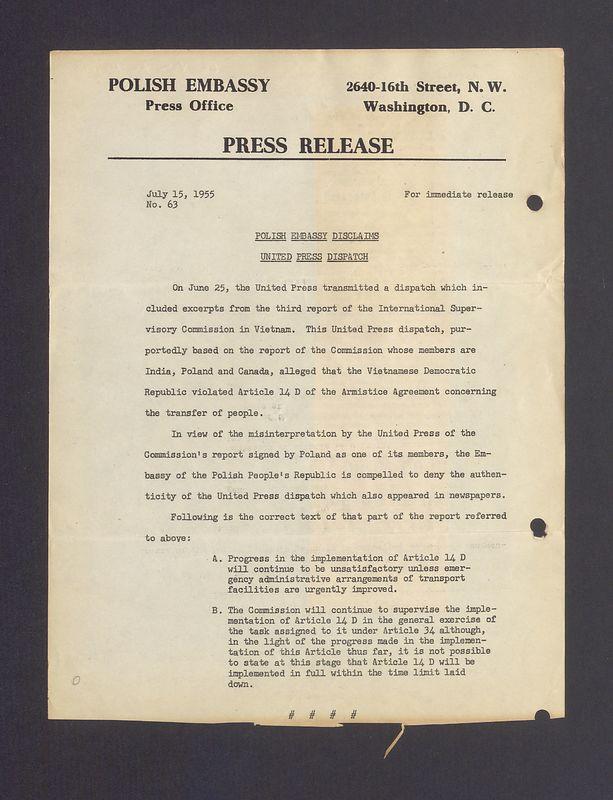 POLISH EMBASSY
Press Office
2640-16th Street, N. W.
Washington, D. C.
PRESS RELEASE
July 15, 1955
No. 63
For immediate release
POLISH EMBASSY DISCLAIMS
UNITED PRESS DISPATCH
On June 25, the United Press transmitted a dispatch which in-
cluded excerpts from the third report of the International Super-
visory Commission in Vietnam. This United Press dispatch, pur-
portedly based on the report of the Commission whose members are
India, Poland and Canada, alleged that the Vietnamese Democratic
Republic violated Article 14 D of the Armistice Agreement concerning
the transfer of people.
In view of the misinterpretation by the United Press of the
Commission's report signed by Poland as one of its members, the Em-
bassy of the Polish People's Republic is compelled to deny the authen-
ticity of the United Press dispatch which also appeared in newspapers.
Following is the correct text of that part of the report referred
to above:
A. Progress in the implementation of Article 14 D
will continue to be unsatisfactory unless emer-
gency administrative arrangements of transport
facilities are urgently improved.
B. The Commission will continue to supervise the imple-
mentation of Article 14 D in the general exercise of
the task assigned to it under Article 34 although,
in the light of the progress made in the implemen-
tation of this Article thus far, it is not possible
to state at this stage that Article 14 D will be
implemented in full within the time limit laid
down.
# # # #